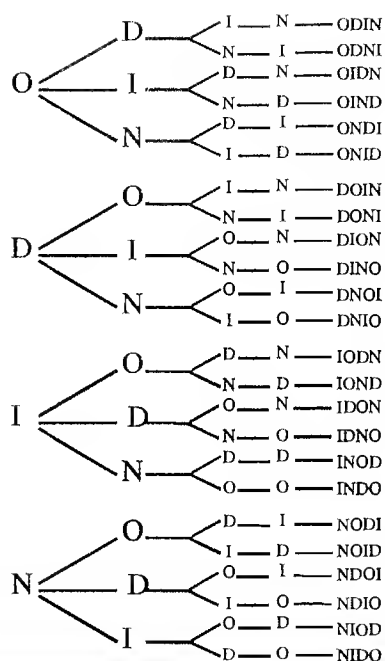 I N ODIN
D
N I ODNI
D N OIDN
O I
N D OIND
D I ONDI
N
I D ONID
I N DOIN
O
N I DONI
O N DION
D I
N O DINO
O I DNOI
N
I O DNIO
D N IODN
O
N D IOND
O N IDON
I D
N O IDNO
D D INOD
N
O O INDO
D I NODI
O
I D NOID
O I NDOI
N D
I O NDIO
O D NIOD
I
D O NIDO